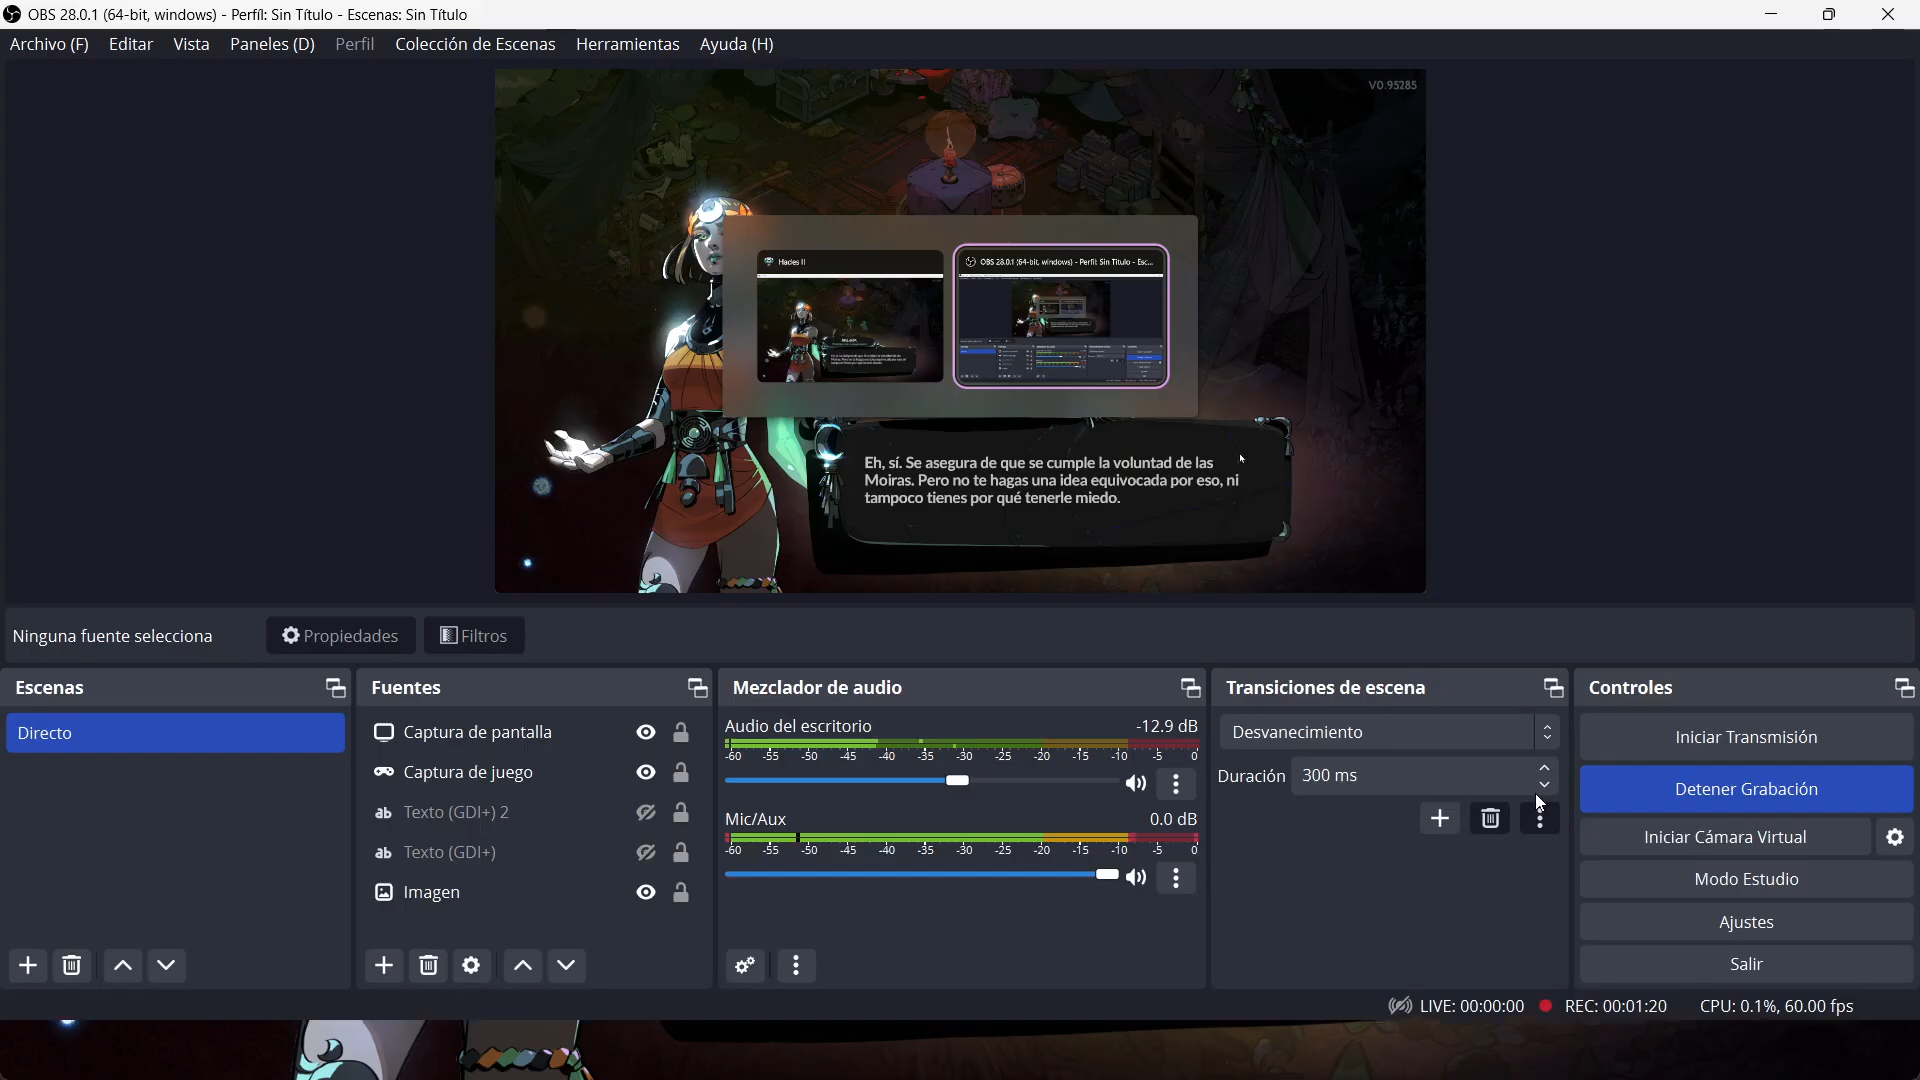 OBS 28.0.1 (64-bit, windows) - Perfíl: Sin Título - Escenas: Sin Título
Archivo (F) Editar Vista Paneles (D) Perfil Colección de Escenas Herramientas Ayuda (H)
V0.95285
Hades II
OBS 28.0.1 (64-bit, windows) - Perfíl: Sin Título - Esc...
Eh, sí. Se asegura de que se cumple la voluntad de las
Moiras. Pero no te hagas una idea equivocada por eso, ni
tampoco tienes por qué tenerle miedo.
Ninguna fuente selecciona Propiedades Filtros
Escenas
Directo
Fuentes
Captura de pantalla
Captura de juego
ab Texto (GDI+) 2
ab Texto (GDI+)
Imagen
Mezclador de audio
Audio del escritorio -12.9 dB
-60 -55 -50 -45 -40 -35 -30 -25 -20 -15 -10 -5 0
Mic/Aux 0.0 dB
-60 -55 -50 -45 -40 -35 -30 -25 -20 -15 -10 -5 0
Transiciones de escena
Desvanecimiento
Duración 300 ms
Controles
Iniciar Transmisión
Detener Grabación
Iniciar Cámara Virtual
Modo Estudio
Ajustes
Salir
LIVE: 00:00:00 REC: 00:01:20 CPU: 0.1%, 60.00 fps